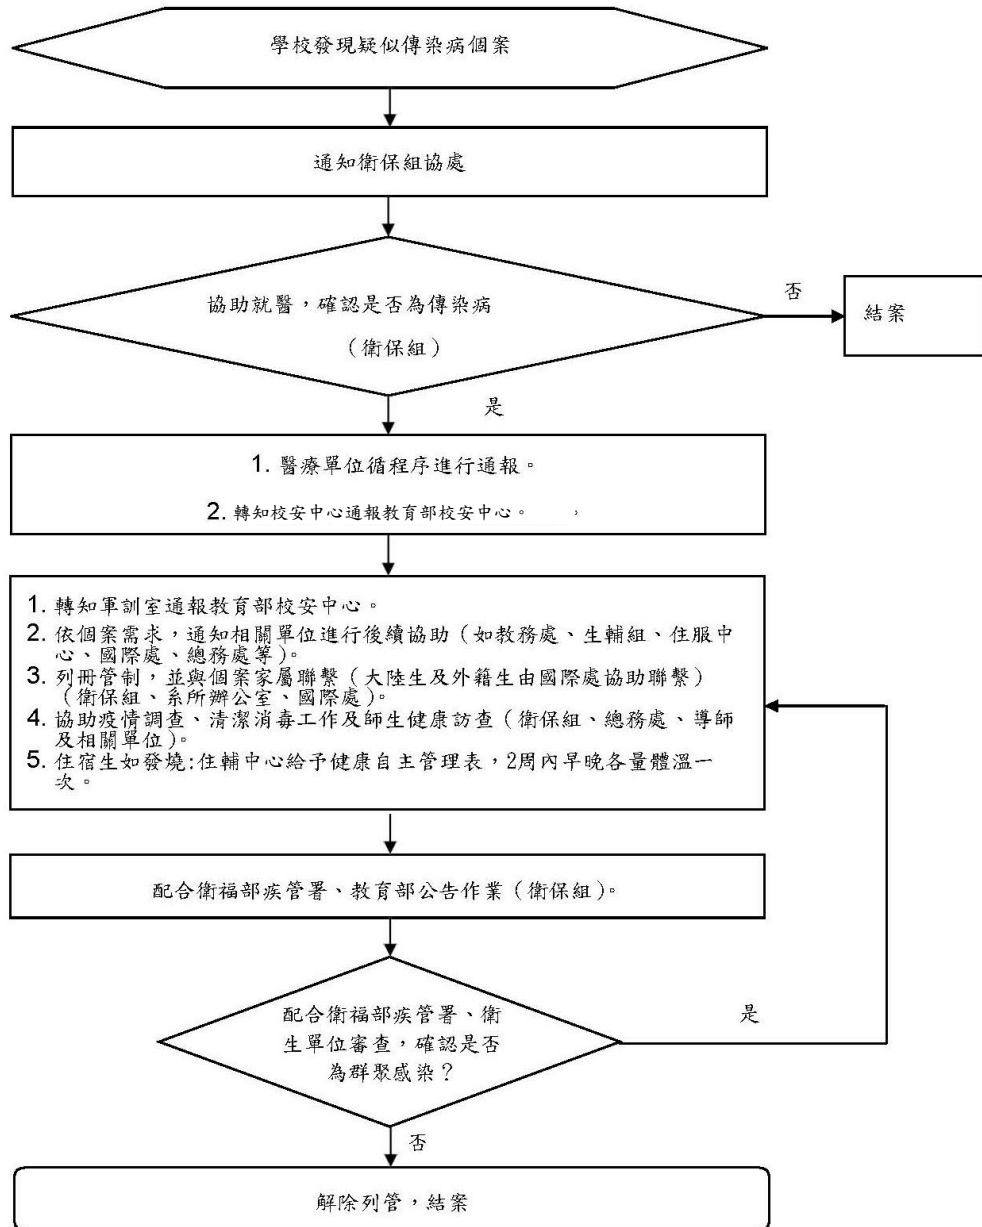 學校發現疑似傳染病個案
通知衛保組協處
協助就醫，確認是否為傳染病
（衛保組）
否
結案
是
1. 醫療單位循程序進行通報。
2. 轉知校安中心通報教育部校安中心。 ，
1. 轉知軍訓室通報教育部校安中心。
2. 依個案需求，通知相關單位進行後續協助（如教務處、生輔組、住服中
心、國際處、總務處等）。
3. 列冊管制，並與個案家屬聯繫（大陸生及外籍生由國際處協助聯繫）
（衛保組、系所辦公室、國際處）。
4. 協助疫情調查、清潔消毒工作及師生健康訪查（衛保組、總務處、導師
及相關單位）。
5. 住宿生如發燒:住輔中心給予健康自主管理表，2周內早晚各量體溫一
次。
配合衛福部疾管署、教育部公告作業（衛保組）。
配合衛福部疾管署、衛
生單位審查，確認是否
為群聚感染？
是
否
解除列管，結案